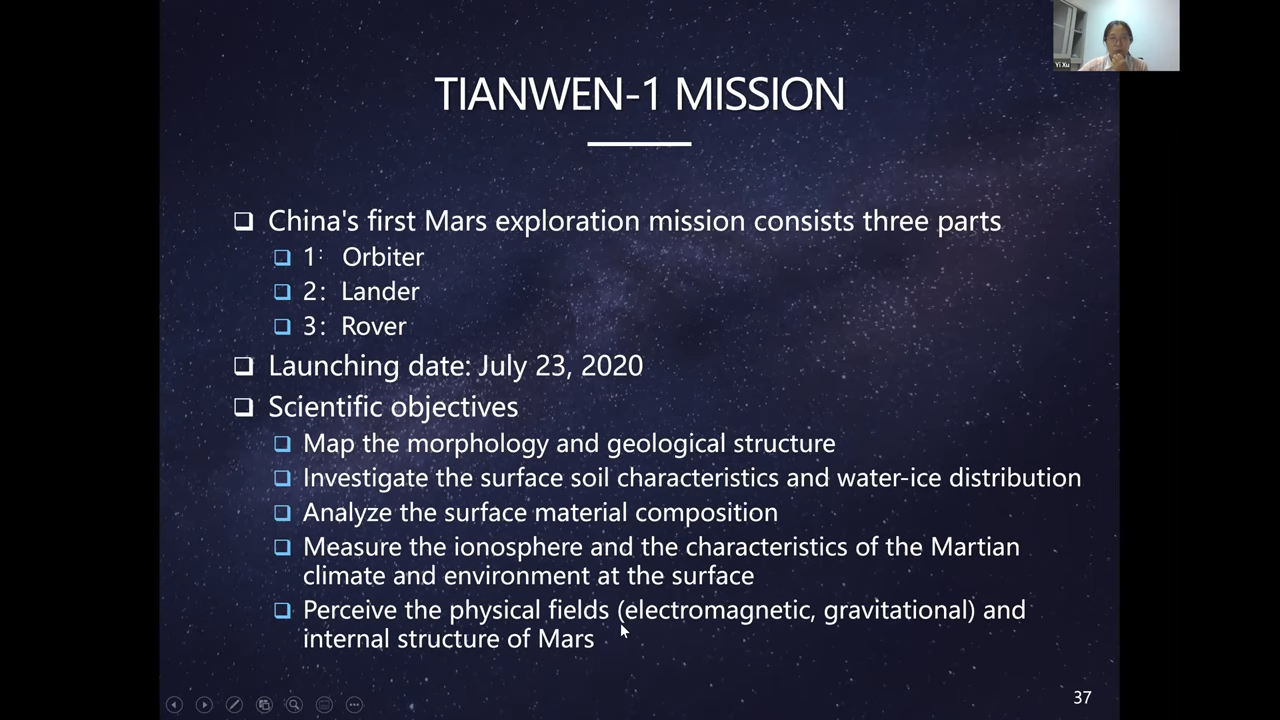 Yi Xu
TIANWEN-1 MISSION
China's first Mars exploration mission consists three parts
1: Orbiter
2: Lander
3: Rover
Launching date: July 23, 2020
Scientific objectives
Map the morphology and geological structure
Investigate the surface soil characteristics and water-ice distribution
Analyze the surface material composition
Measure the ionosphere and the characteristics of the Martian
climate and environment at the surface
Perceive the physical fields (electromagnetic, gravitational) and
internal structure of Mars
37